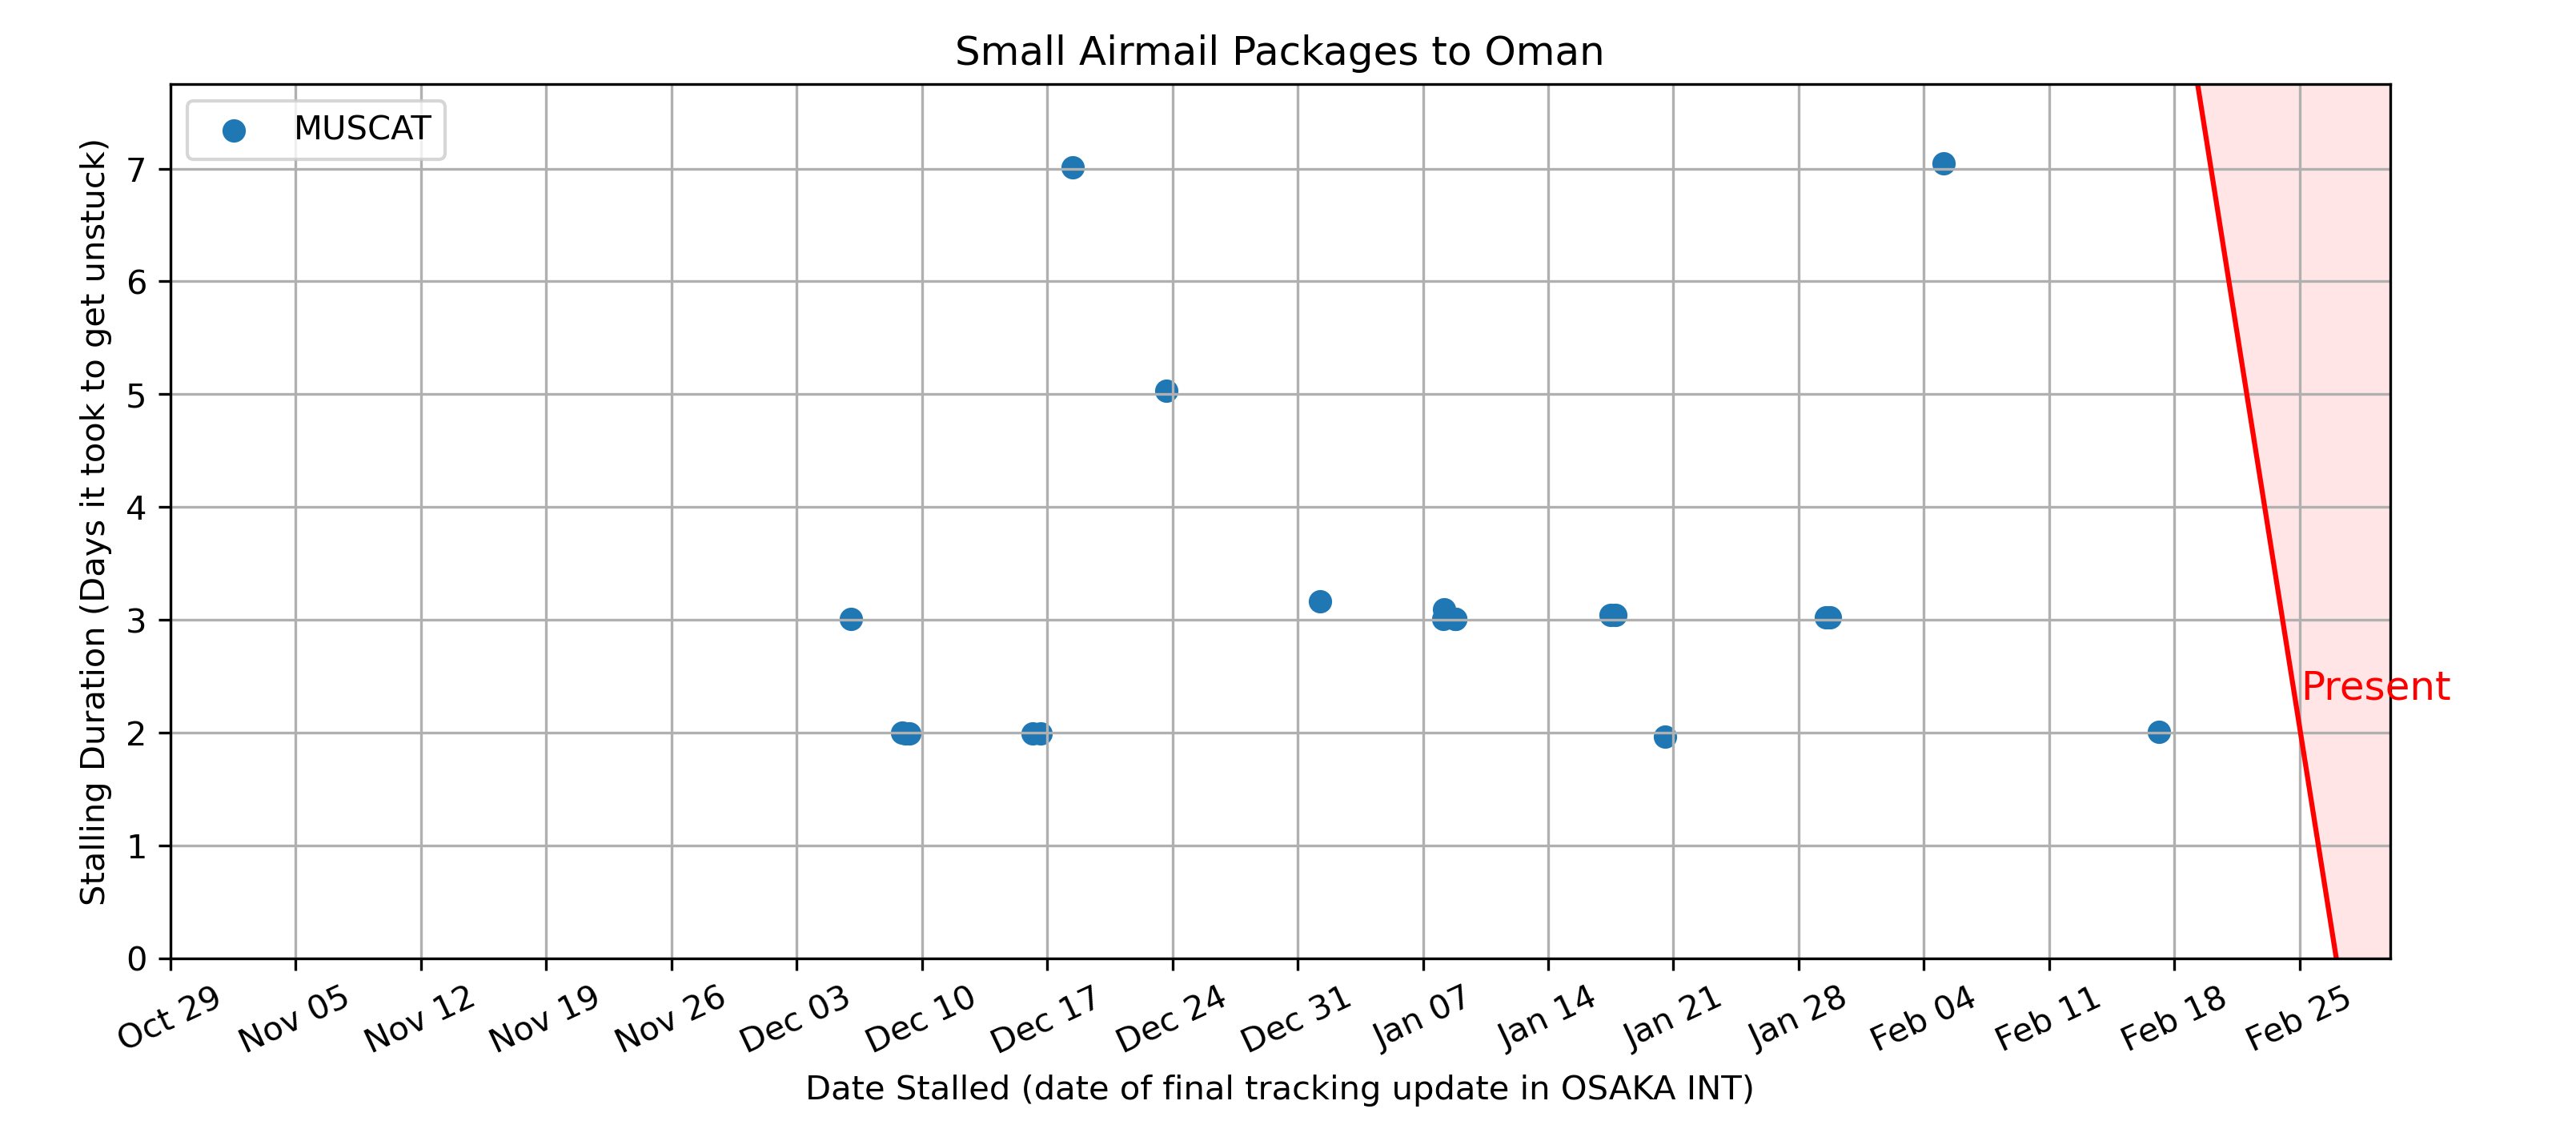 Small Airmail Packages to Oman
MUSCAT
Stalling Duration (Days it took to get unstuck)
7
6
5
4
3
2
1
0
Present
Oct 29
Nov 05
Nov 12
Nov 19
Nov 26
Dec 03
Dec 10
Dec 17
Dec 24
Dec 31
Jan 07
Jan 14
Jan 21
Jan 28
Feb 04
Feb 11
Feb 18
Feb 25
Date Stalled (date of final tracking update in OSAKA INT)